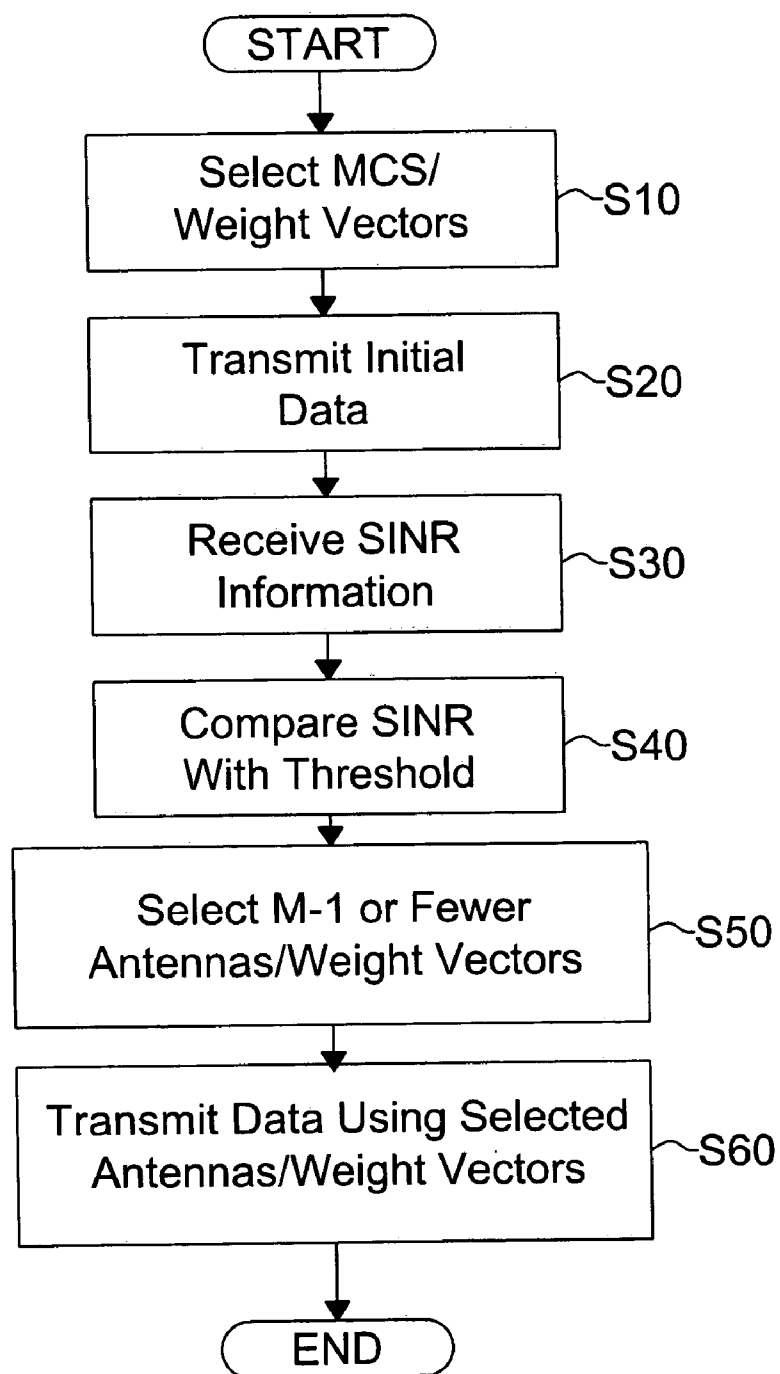 START
Select MCS/
Weight Vectors
S10
Transmit Initial
Data
S20
Receive SINR
Information
S30
Compare SINR
With Threshold
S40
Select M-1 or Fewer
Antennas/Weight Vectors
S50
Transmit Data Using Selected
Antennas/Weight Vectors
S60
END